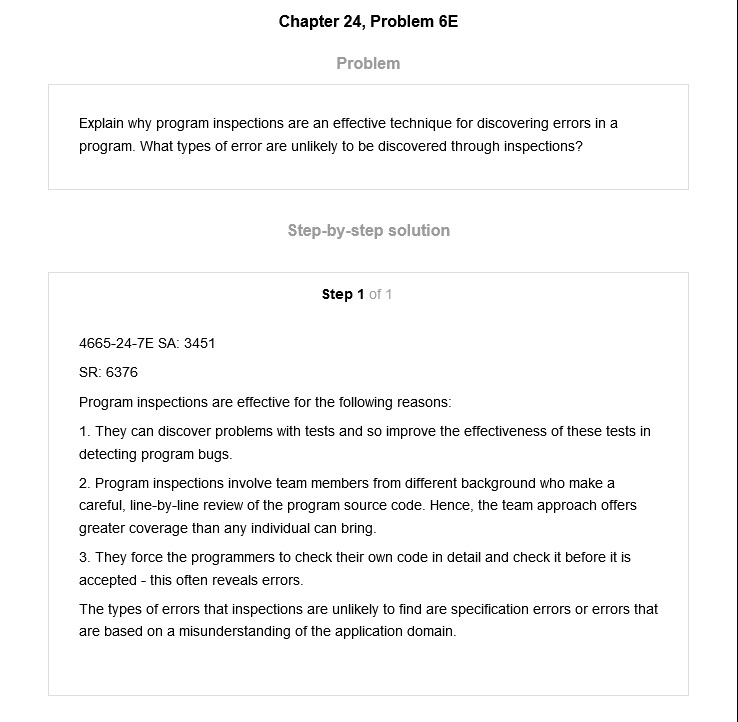 Chapter 24, Problem 6E
Problem
Explain why program inspections are an effective technique for discovering errors in a
program. What types of error are unlikely to be discovered through inspections?
Step-by-step solution
Step 1 of 1
4665-24-7E SA: 3451
SR: 6376
Program inspections are effective for the following reasons:
1. They can discover problems with tests and so improve the effectiveness of these tests in
detecting program bugs.
2. Program inspections involve team members from different background who make a
careful, line-by-line review of the program source code. Hence, the team approach offers
greater coverage than any individual can bring.
3. They force the programmers to check their own code in detail and check it before it is
accepted - this often reveals errors.
The types of errors that inspections are unlikely to find are specification errors or errors that
are based on a misunderstanding of the application domain.